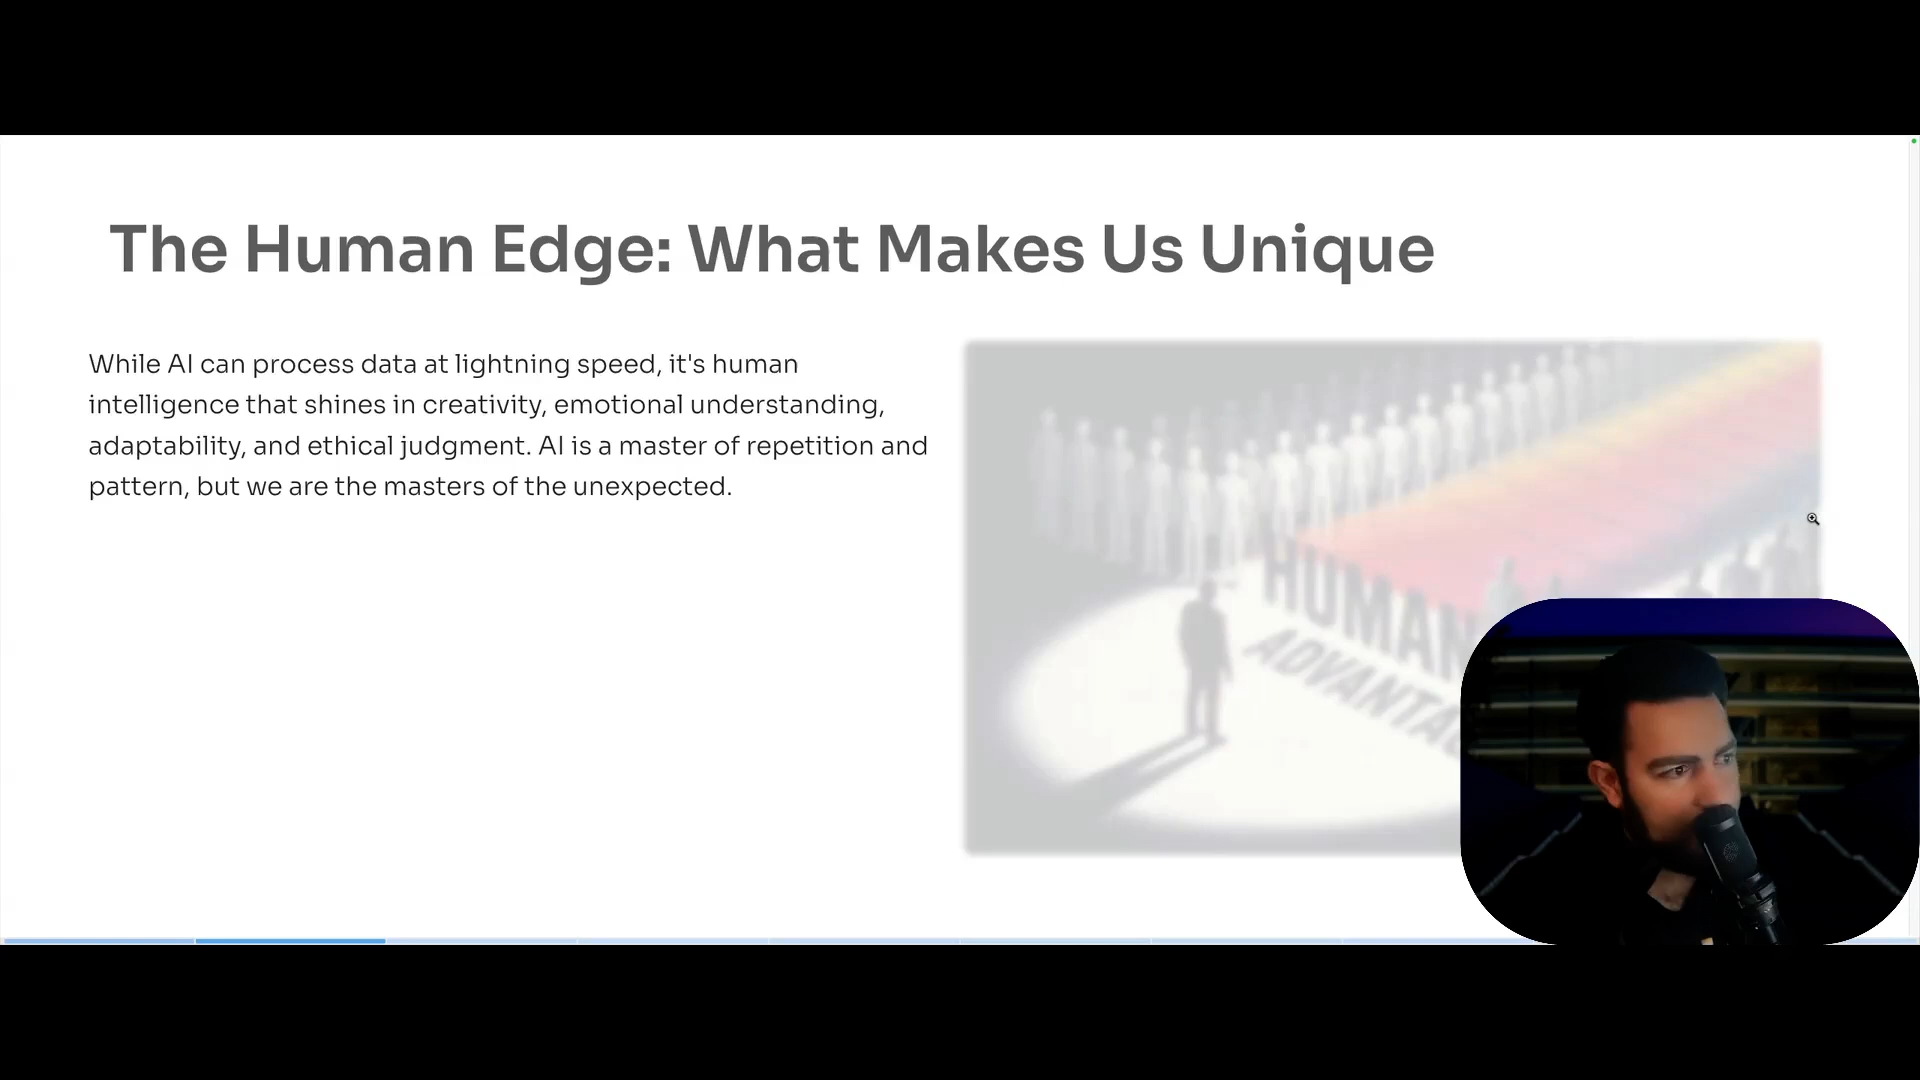 The Human Edge: What Makes Us Unique
While AI can process data at lightning speed, it's human
intelligence that shines in creativity, emotional understanding,
adaptability, and ethical judgment. AI is a master of repetition and
pattern, but we are the masters of the unexpected.
HUMAN